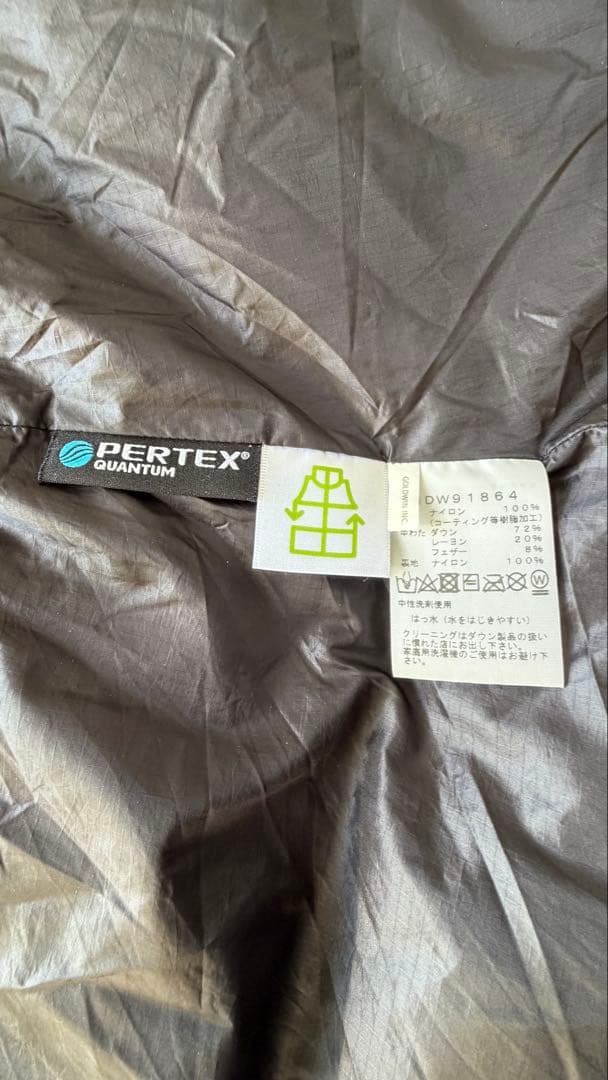 PERTEX®
QUANTUM
GOLDWIN INC.
DW91864
ナイロン 100%
(コーティング等樹脂加工)
中わた ダウン 72%
レーヨン 20%
フェザー 8%
裏地 ナイロン 100%
中性洗剤使用
はっ水(水をはじきやすい)
クリーニングはダウン製品の扱い
に慣れた店にお出し下さい。
家庭用洗濯機のご使用はお避け下
さい。